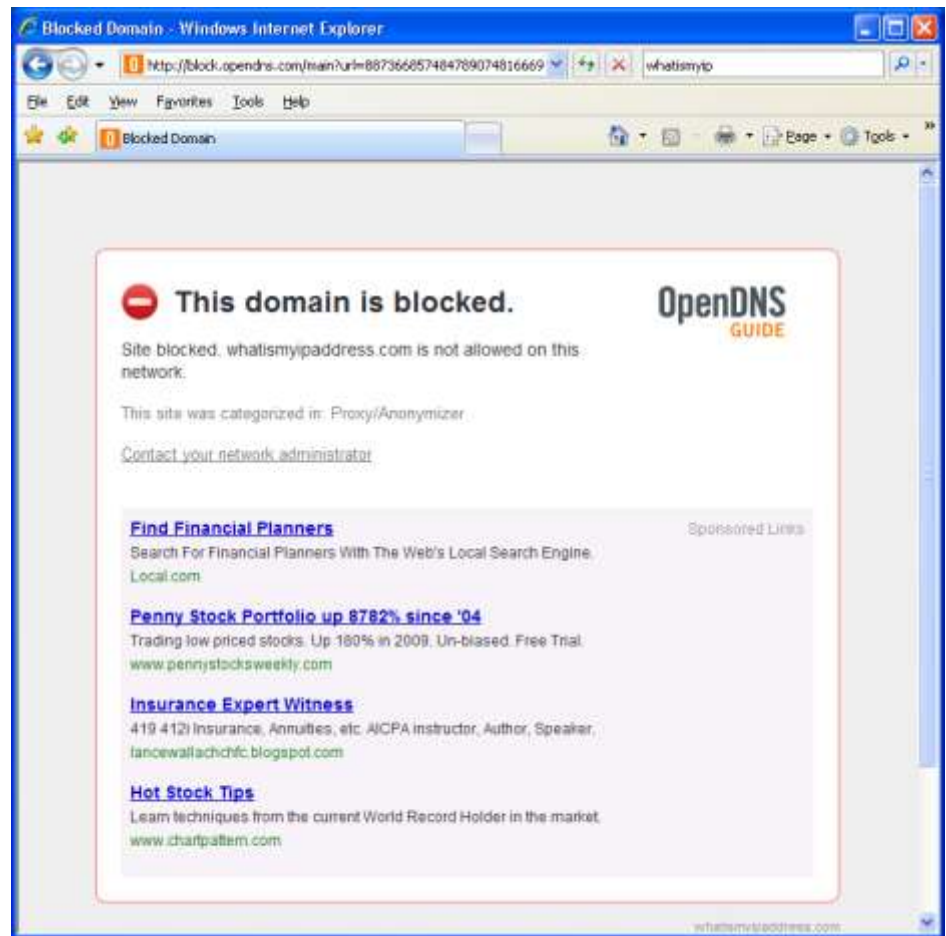 Blocked Domain - Windows Internet Explorer
http://block.opendns.com/main?url=887366857484789074816669
whatismyip
File Edit View Favorites Tools Help
Blocked Domain
Page Tools
This domain is blocked.
OpenDNS
GUIDE
Site blocked. whatismyipaddress.com is not allowed on this
network.
This site was categorized in: Proxy/Anonymizer
Contact your network administrator
Find Financial Planners
Sponsored Links
Search For Financial Planners With The Web's Local Search Engine.
Local.com
Penny Stock Portfolio up 8782% since '04
Trading low priced stocks. Up 180% in 2009. Un-biased. Free Trial.
www.pennystocksweekly.com
Insurance Expert Witness
419 412i Insurance, Annuities, etc. AICPA instructor, Author, Speaker.
lancewallachchfc.blogspot.com
Hot Stock Tips
Learn techniques from the current World Record Holder in the market.
www.chartpattern.com
whatismyipaddress.com